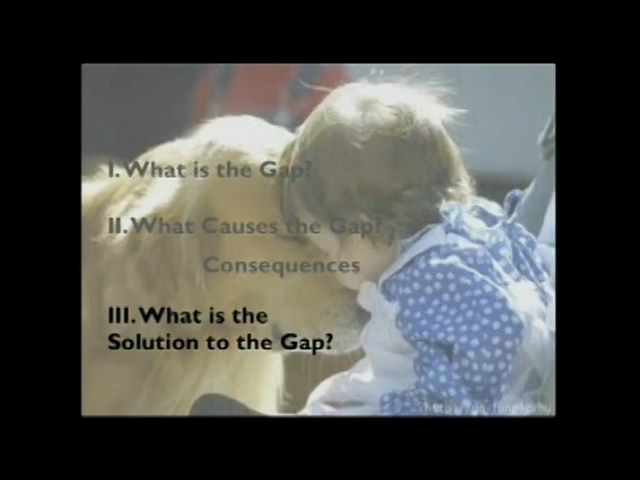 I. What is the Gap?
II. What Causes the Gap?
Consequences
III. What is the
Solution to the Gap?